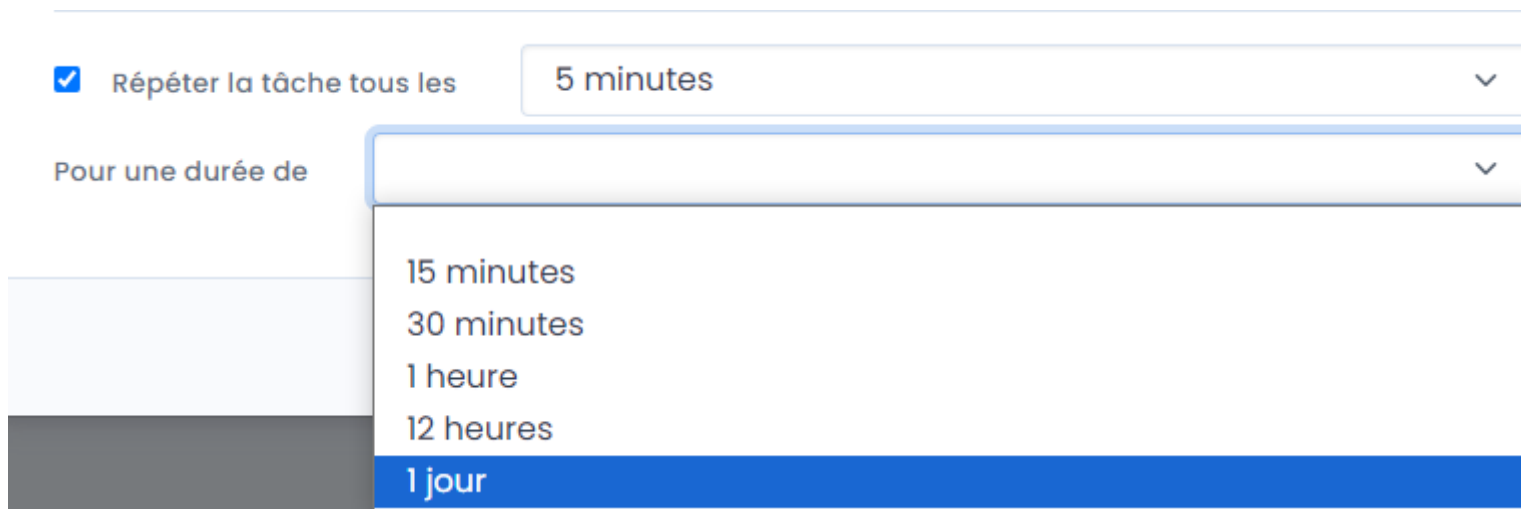 Répéter la tâche tous les 5 minutes
Pour une durée de
15 minutes
30 minutes
1 heure
12 heures
1 jour